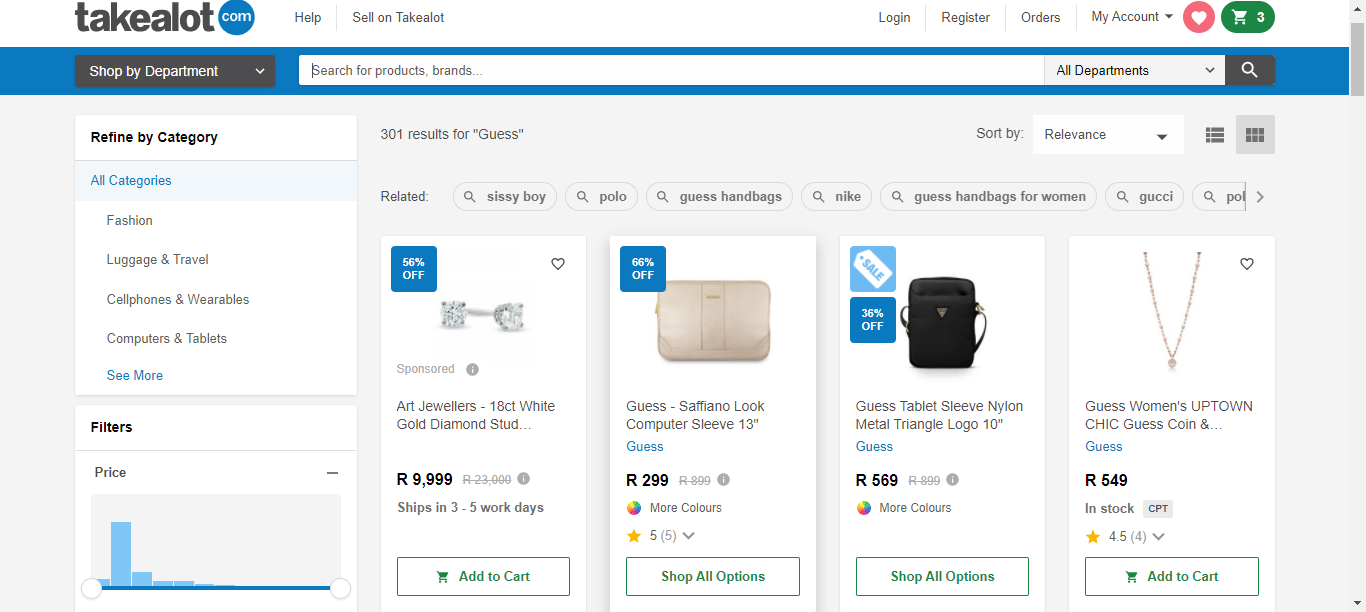 takealot com
Help
Sell on Takealot
Login
Register
Orders
My Account
3
Shop by Department
Search for products, brands...
All Departments
Refine by Category
All Categories
Fashion
Luggage & Travel
Cellphones & Wearables
Computers & Tablets
See More
Filters
Price
301 results for "Guess"
Sort by:
Relevance
Related:
sissy boy
polo
guess handbags
nike
guess handbags for women
gucci
pol
56%
OFF
Sponsored
Art Jewellers - 18ct White
Gold Diamond Stud...
R 9,999 R 23,000
Ships in 3 - 5 work days
Add to Cart
66%
OFF
GUESS
Guess - Saffiano Look
Computer Sleeve 13"
Guess
R 299 R 899
More Colours
5 (5)
Shop All Options
SALE
36%
OFF
Guess Tablet Sleeve Nylon
Metal Triangle Logo 10"
Guess
R 569 R 899
More Colours
Shop All Options
Guess Women's UPTOWN
CHIC Guess Coin &...
Guess
R 549
In stock CPT
4.5 (4)
Add to Cart